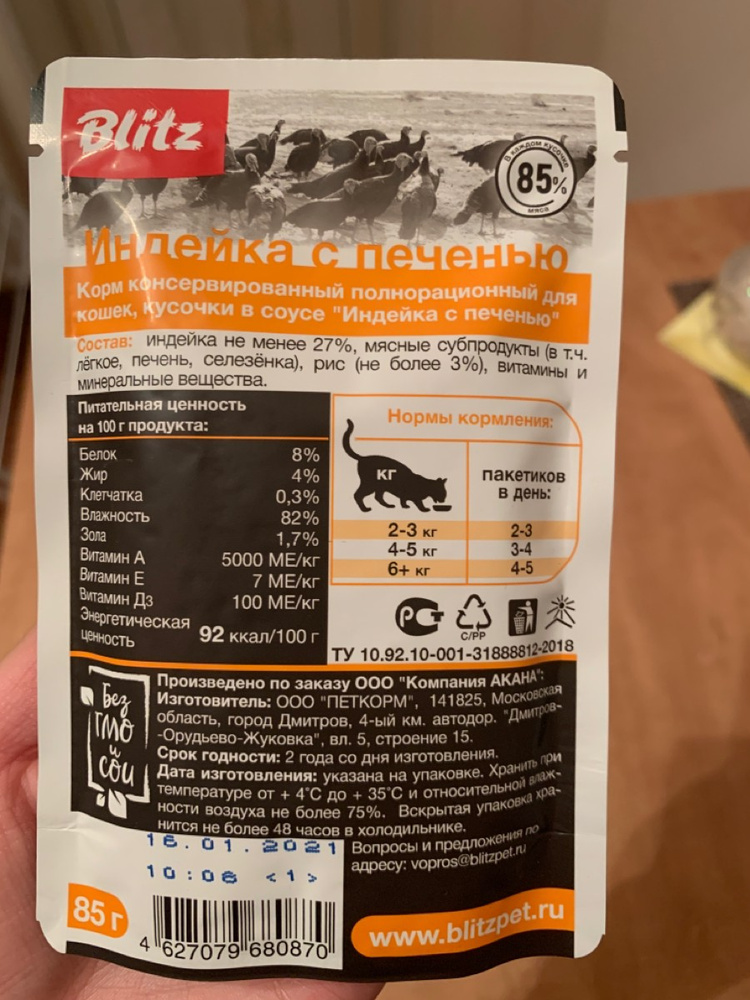 Blitz
в каждом кусочке
85%
мяса
Индейка с печенью
Корм консервированный полнорационный для
кошек, кусочки в соусе "Индейка с печенью"
Состав: индейка не менее 27%, мясные субпродукты (в т.ч.
лёгкое, печень, селезёнка), рис (не более 3%), витамины и
минеральные вещества.
Питательная ценность
на 100 г продукта:
Белок 8%
Жир 4%
Клетчатка 0,3%
Влажность 82%
Зола 1,7%
Витамин А 5000 МЕ/кг
Витамин Е 7 МЕ/кг
Витамин Д3 100 МЕ/кг
Энергетическая
ценность 92 ккал/100 г
Нормы кормления:
кг
пакетиков
в день:
2-3 кг 2-3
4-5 кг 3-4
6+ кг 4-5
РСТ
C/PP
ТУ 10.92.10-001-31888812-2018
Без
ГМО
и
сои
Произведено по заказу ООО "Компания АКАНА":
Изготовитель: ООО "ПЕТКОРМ", 141825, Московская
область, город Дмитров, 4-ый км. автодор. "Дмитров-
-Орудьево-Жуковка", вл. 5, строение 15.
Срок годности: 2 года со дня изготовления.
Дата изготовления: указана на упаковке. Хранить при
температуре от + 4°С до + 35°С и относительной влаж-
ности воздуха не более 75%. Вскрытая упаковка хра-
нится не более 48 часов в холодильнике.
Вопросы и предложения по
адресу: vopros@blitzpet.ru
16.01.2021
10:06 <1>
85 г
4 627079 680870
www.blitzpet.ru